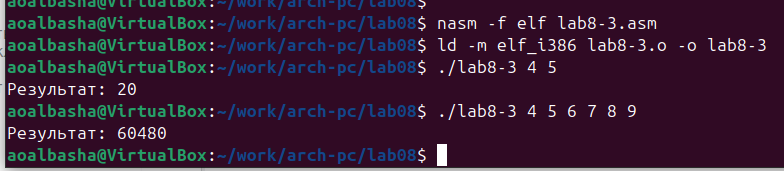 aoalbasha@VirtualBox:~/work/arch-pc/lab08$ nasm -f elf lab8-3.asm
aoalbasha@VirtualBox:~/work/arch-pc/lab08$ ld -m elf_i386 lab8-3.o -o lab8-3
aoalbasha@VirtualBox:~/work/arch-pc/lab08$ ./lab8-3 4 5
Результат: 20
aoalbasha@VirtualBox:~/work/arch-pc/lab08$ ./lab8-3 4 5 6 7 8 9
Результат: 60480
aoalbasha@VirtualBox:~/work/arch-pc/lab08$